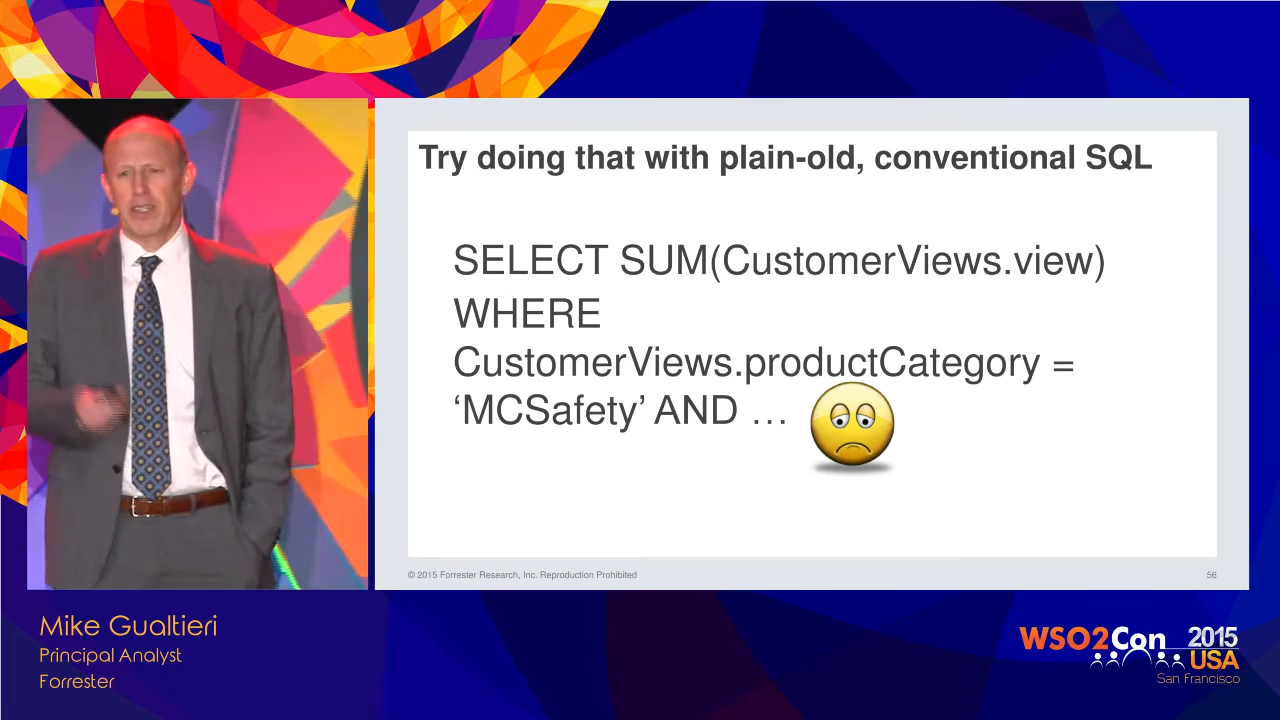 Try doing that with plain-old, conventional SQL
SELECT SUM(CustomerViews.view)
WHERE
CustomerViews.productCategory =
‘MCSafety’ AND …
© 2015 Forrester Research, Inc. Reproduction Prohibited
56
Mike Gualtieri
Principal Analyst
Forrester
WSO2Con 2015
USA
San Francisco